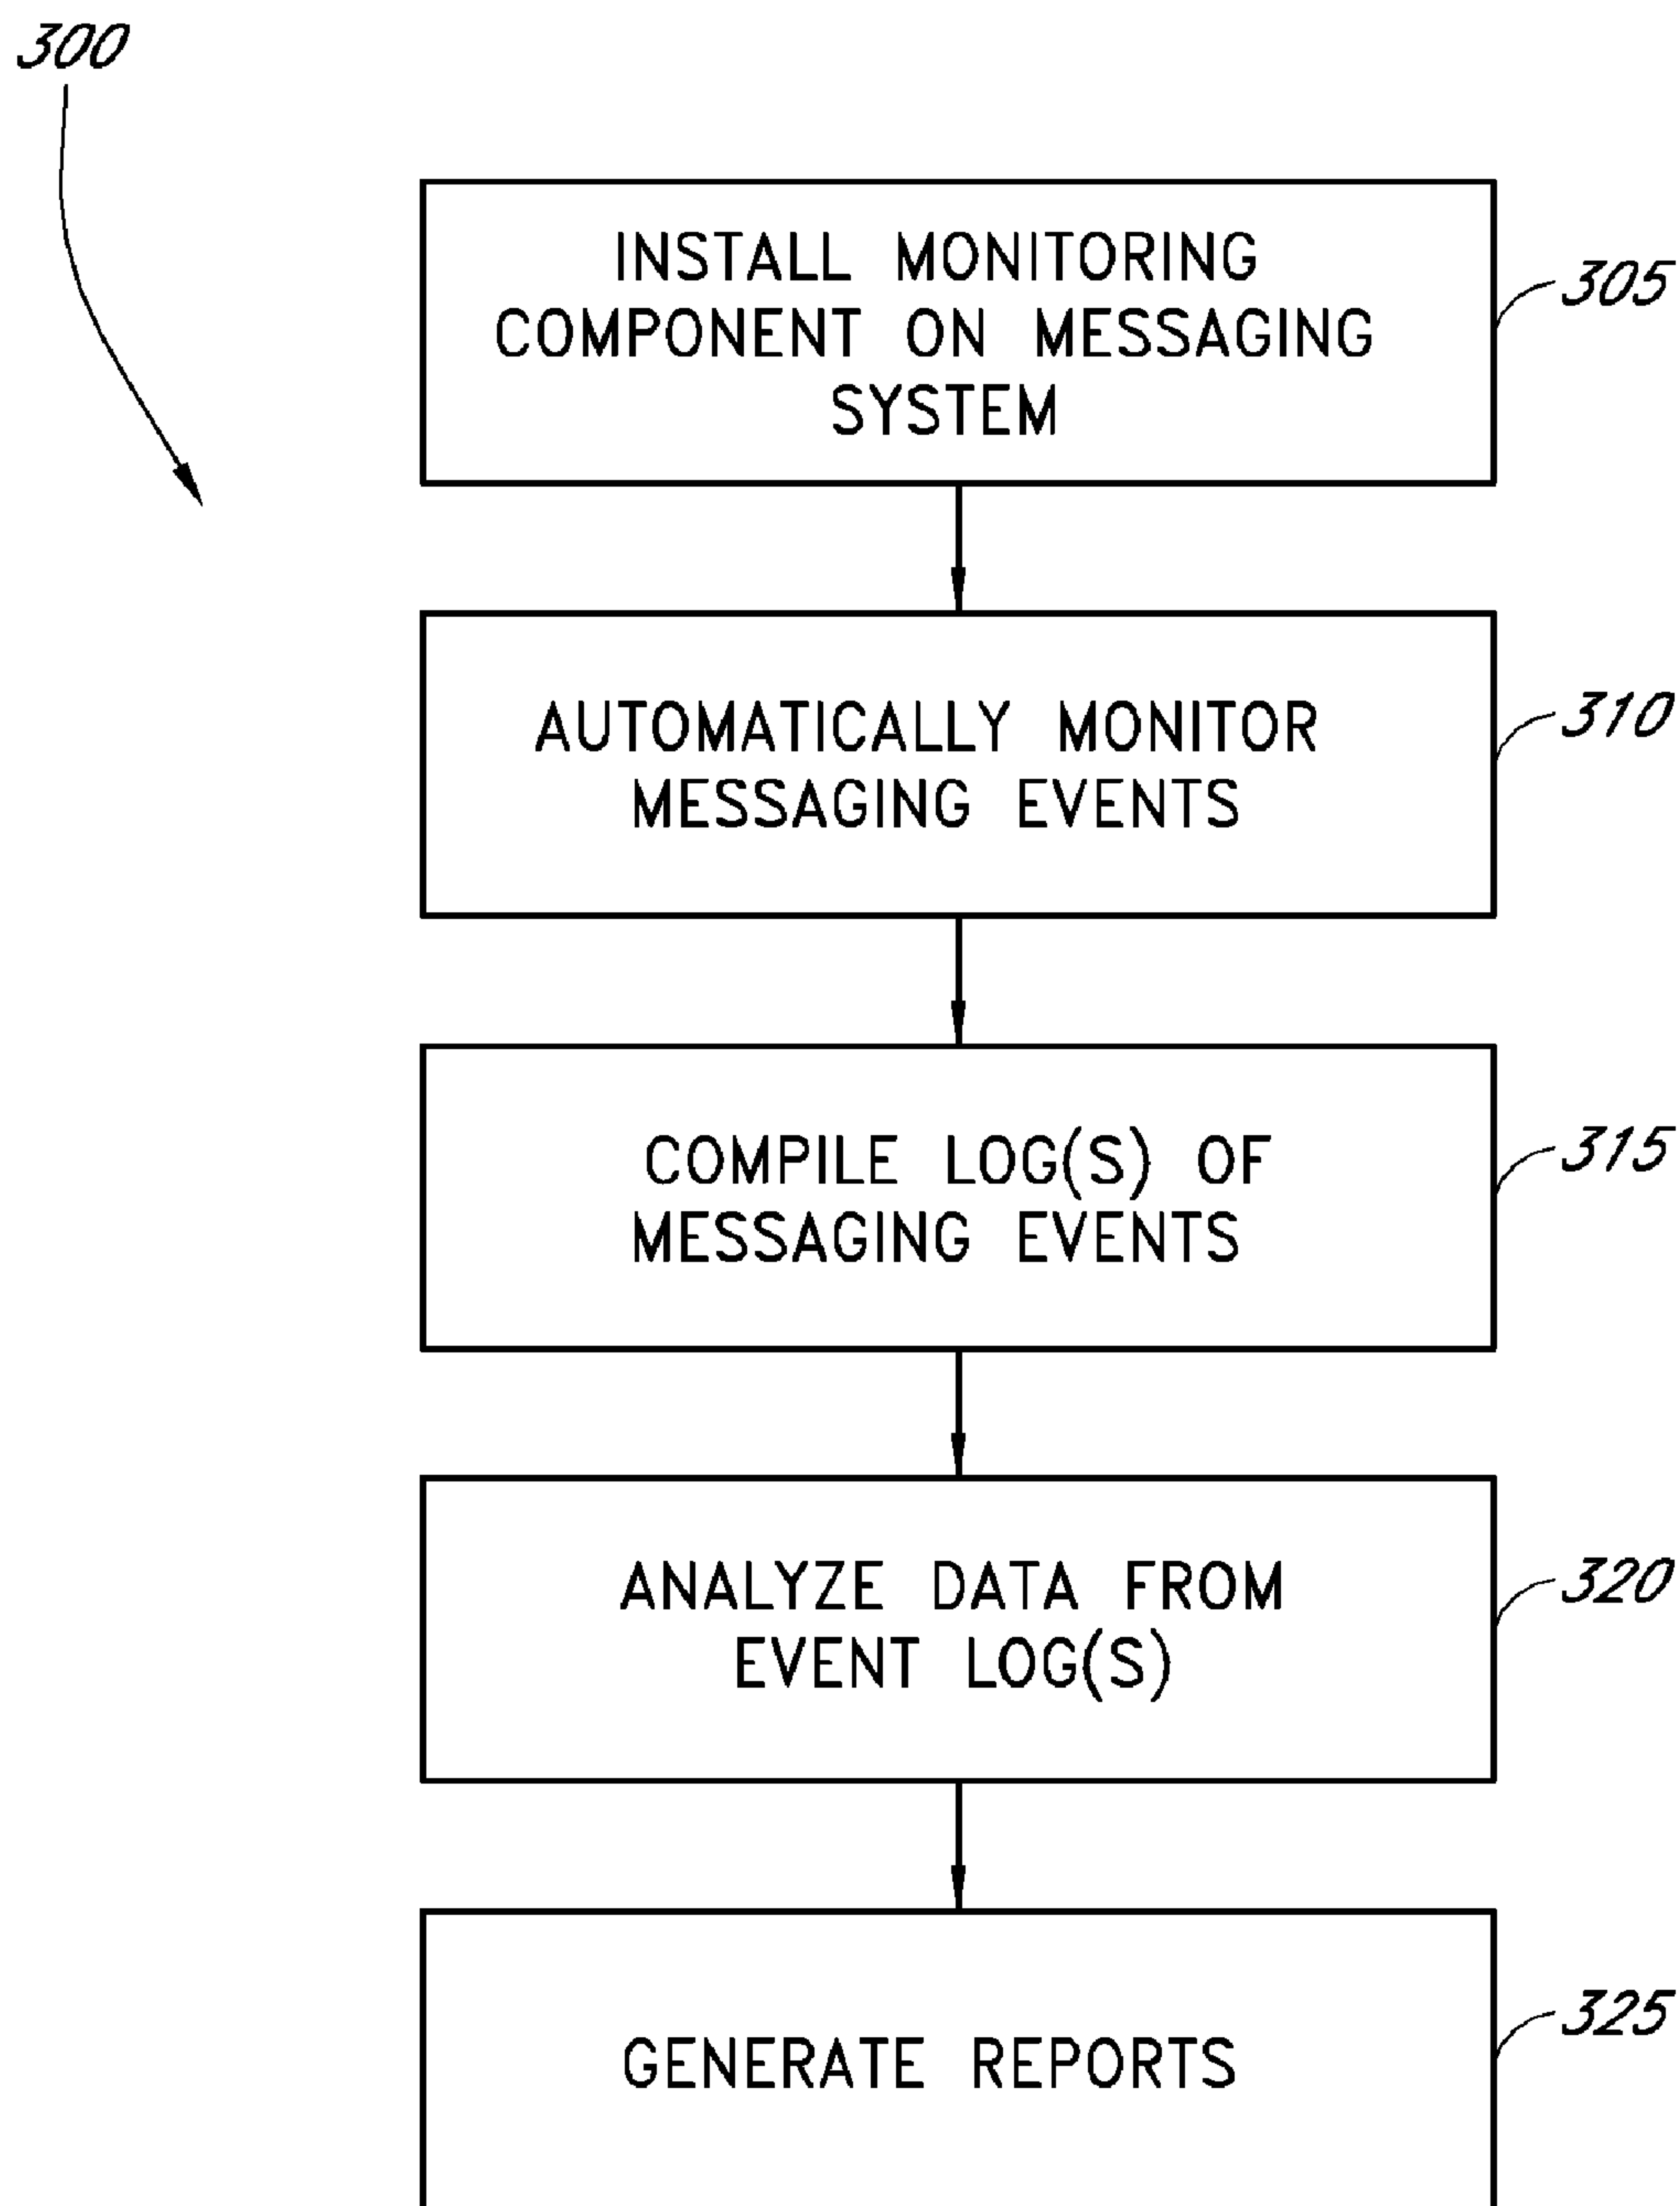 300
INSTALL MONITORING
COMPONENT ON MESSAGING
SYSTEM
305
AUTOMATICALLY MONITOR
MESSAGING EVENTS
310
COMPILE LOG(S) OF
MESSAGING EVENTS
315
ANALYZE DATA FROM
EVENT LOG(S)
320
GENERATE REPORTS
325